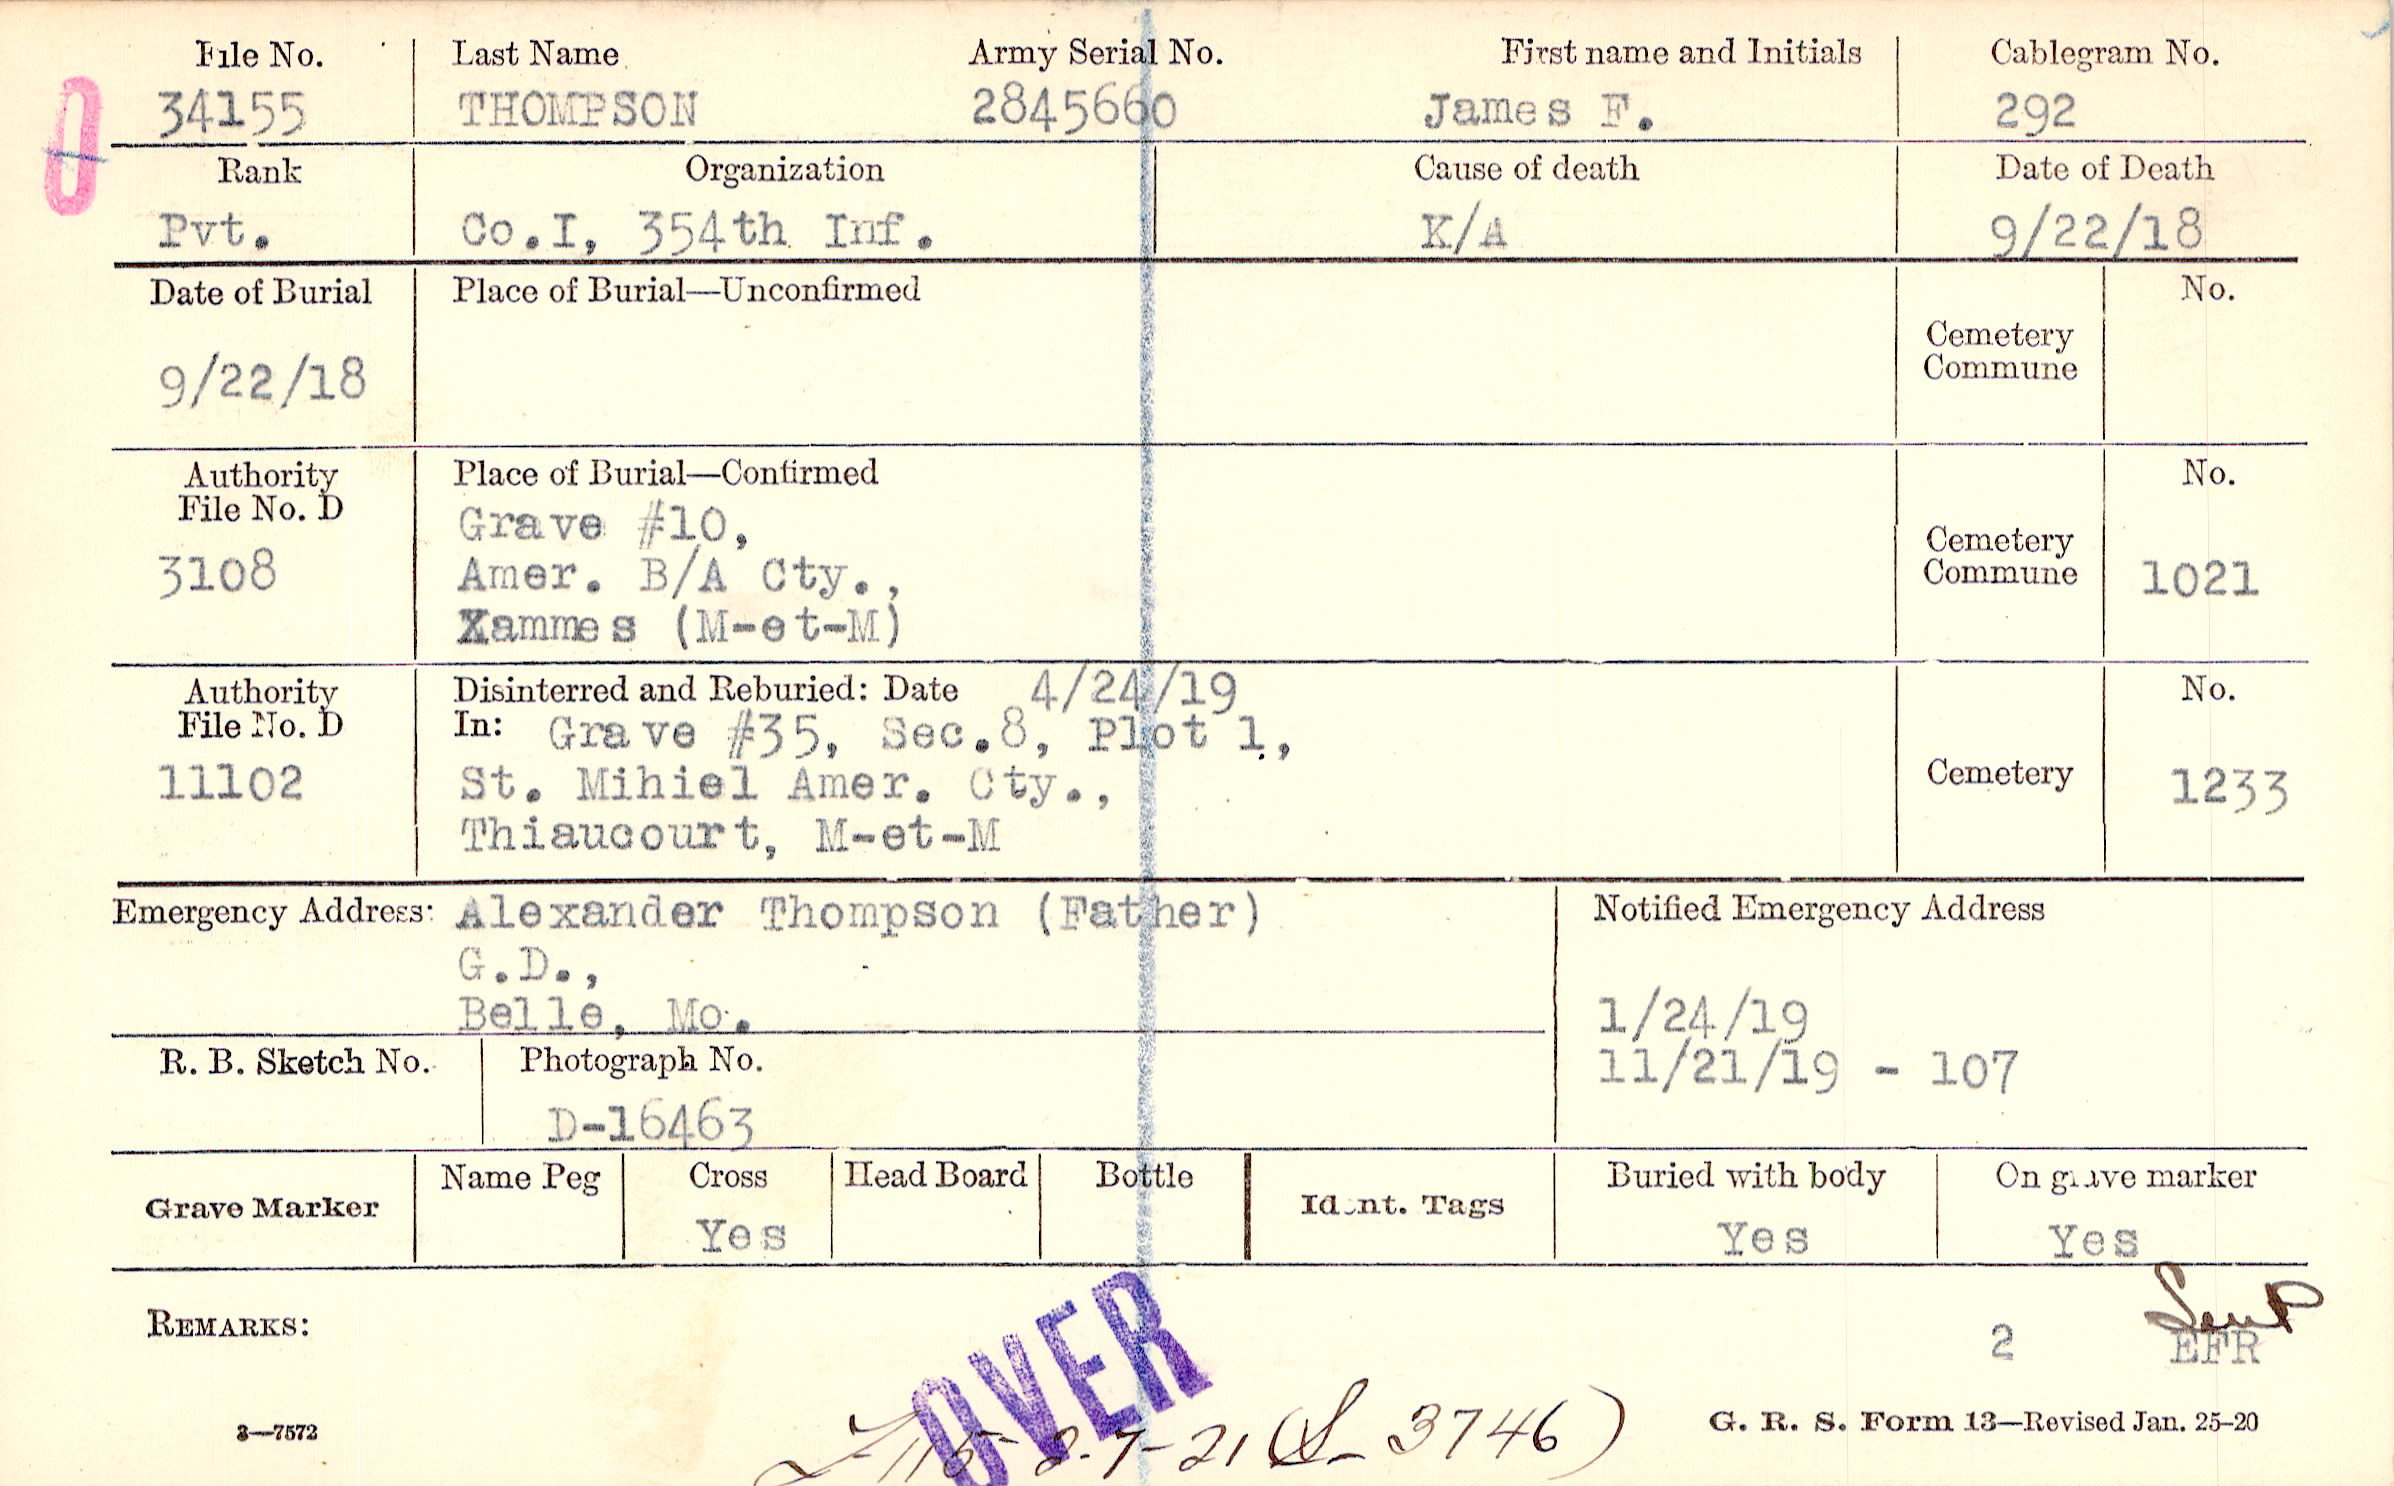 File No. Last Name Army Serial No. First name and Initials Cablegram No.
34155 THOMPSON 2845660 James F. 292
Rank Organization Cause of death Date of Death
Pvt. Co.I, 354th Inf. K/A 9/22/18
Date of Burial Place of Burial—Unconfirmed No.
Cemetery
Commune
9/22/18
Authority Place of Burial—Confirmed No.
File No. D
Grave #10,
Cemetery
3108 Amer. B/A Cty., Commune 1021
Xammes (M-et-M)
Authority Disinterred and Reburied: Date 4/24/19 No.
File No. D In: Grave #35, Sec.8, Plot 1,
11102 St. Mihiel Amer. Cty., Cemetery 1233
Thiaucourt, M-et-M
Emergency Address: Alexander Thompson (Father) Notified Emergency Address
G.D.,
Belle, Mo. 1/24/19
R. B. Sketch No. Photograph No. 11/21/19 - 107
D-16463
Grave Marker Name Peg Cross Head Board Bottle Ident. Tags Buried with body On grave marker
Yes Yes Yes
REMARKS: 2 EFR
OVER
115- 2-7-21 (S- 3746)
3—7572 G. R. S. Form 13—Revised Jan. 25-20